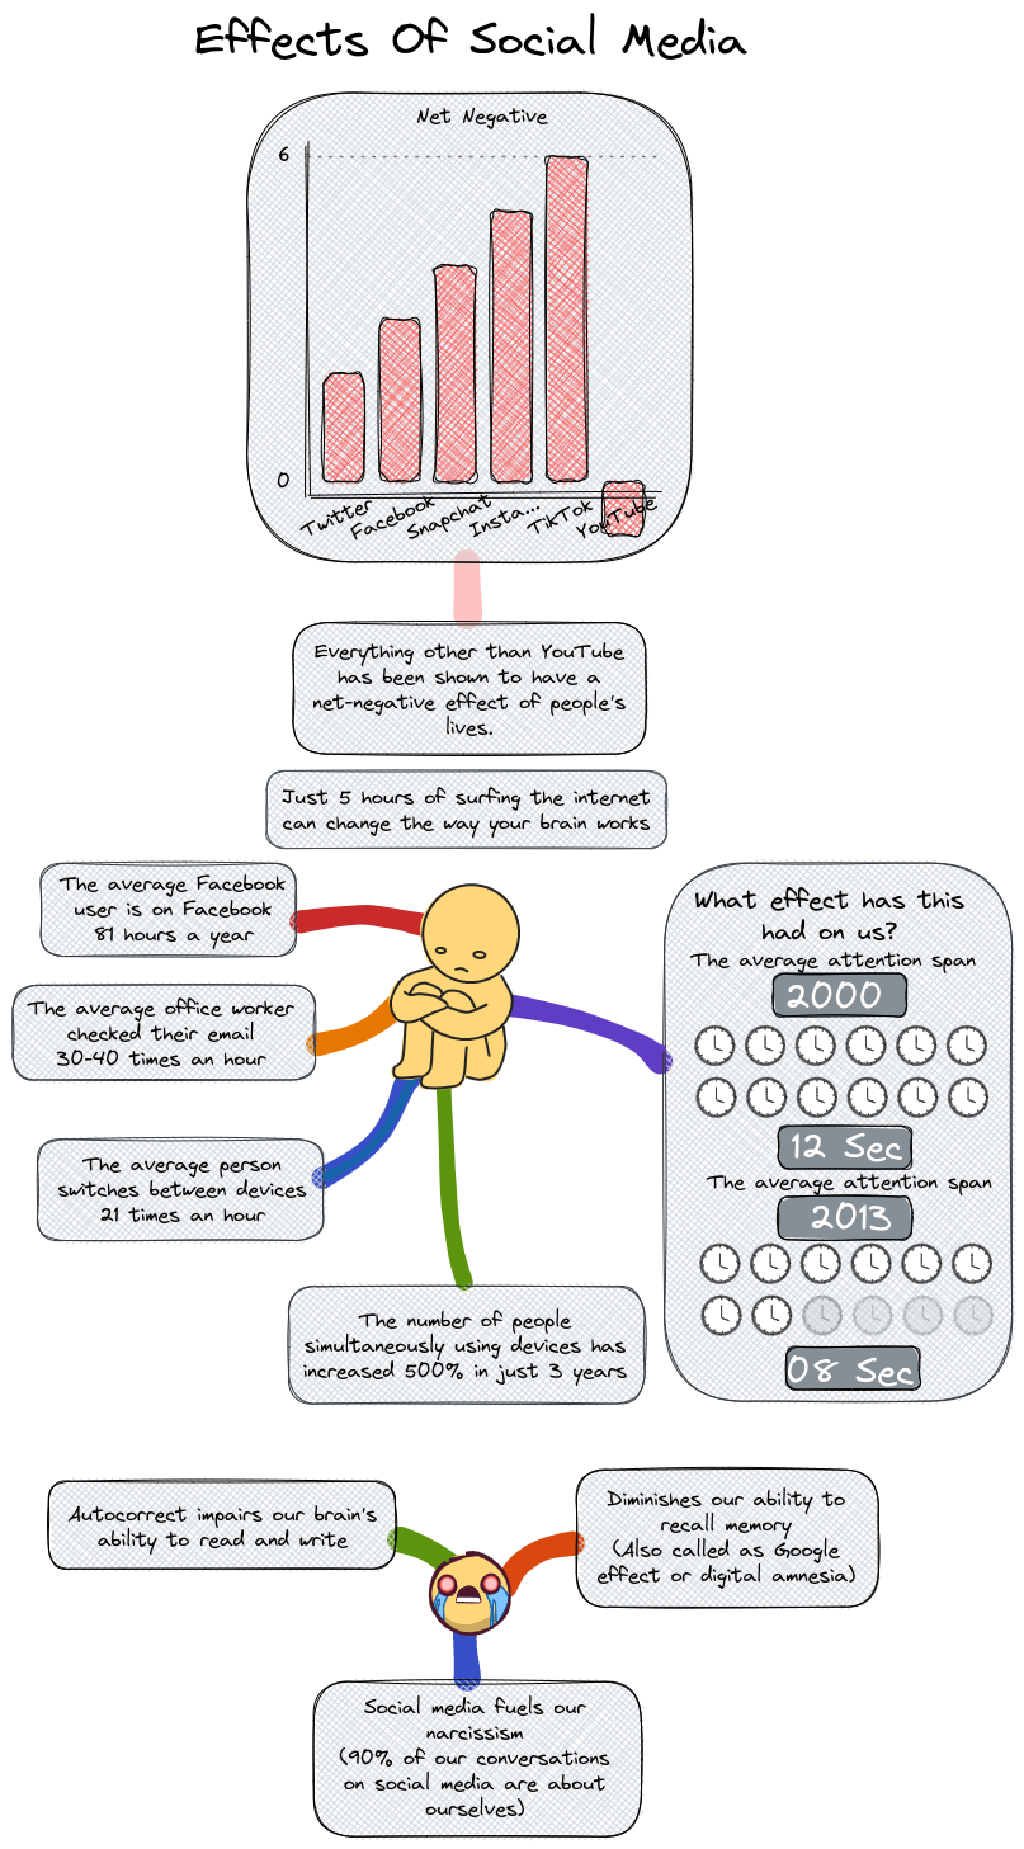 Effects Of Social Media
Net Negative
6
0
Twitter
Facebook
Snapchat
Insta...
TikTok
YouTube
Everything other than YouTube
has been shown to have a
net-negative effect of people's
lives.
Just 5 hours of surfing the internet
can change the way your brain works
The average Facebook
user is on Facebook
81 hours a year
The average office worker
checked their email
30-40 times an hour
The average person
switches between devices
21 times an hour
The number of people
simultaneously using devices has
increased 500% in just 3 years
What effect has this
had on us?
The average attention span
2000
12 Sec
The average attention span
2013
08 Sec
Autocorrect impairs our brain's
ability to read and write
Diminishes our ability to
recall memory
(Also called as Google
effect or digital amnesia)
Social media fuels our
narcissism
(90% of our conversations
on social media are about
ourselves)